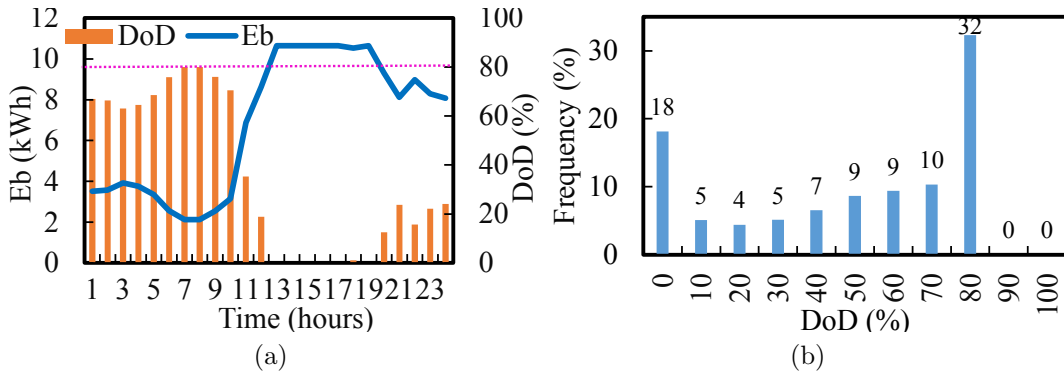 DoD Eb
Eb (kWh)
12
10
8
6
4
2
0
100
80
60
40
20
0
DoD (%)
1 3 5 7 9 11 13 15 17 19 21 23
Time (hours)
(a)
Frequency (%)
30
20
10
0
18 5 4 5 7 9 9 10 32 0 0
0 10 20 30 40 50 60 70 80 90 100
DoD (%)
(b)